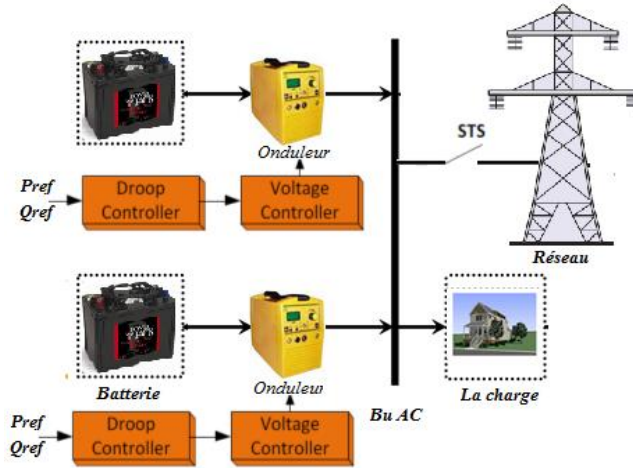 STS
Onduleur
Pref
Qref
Droop
Controller
Voltage
Controller
Réseau
Batterie
Onduleur
Bu AC
La charge
Pref
Qref
Droop
Controller
Voltage
Controller